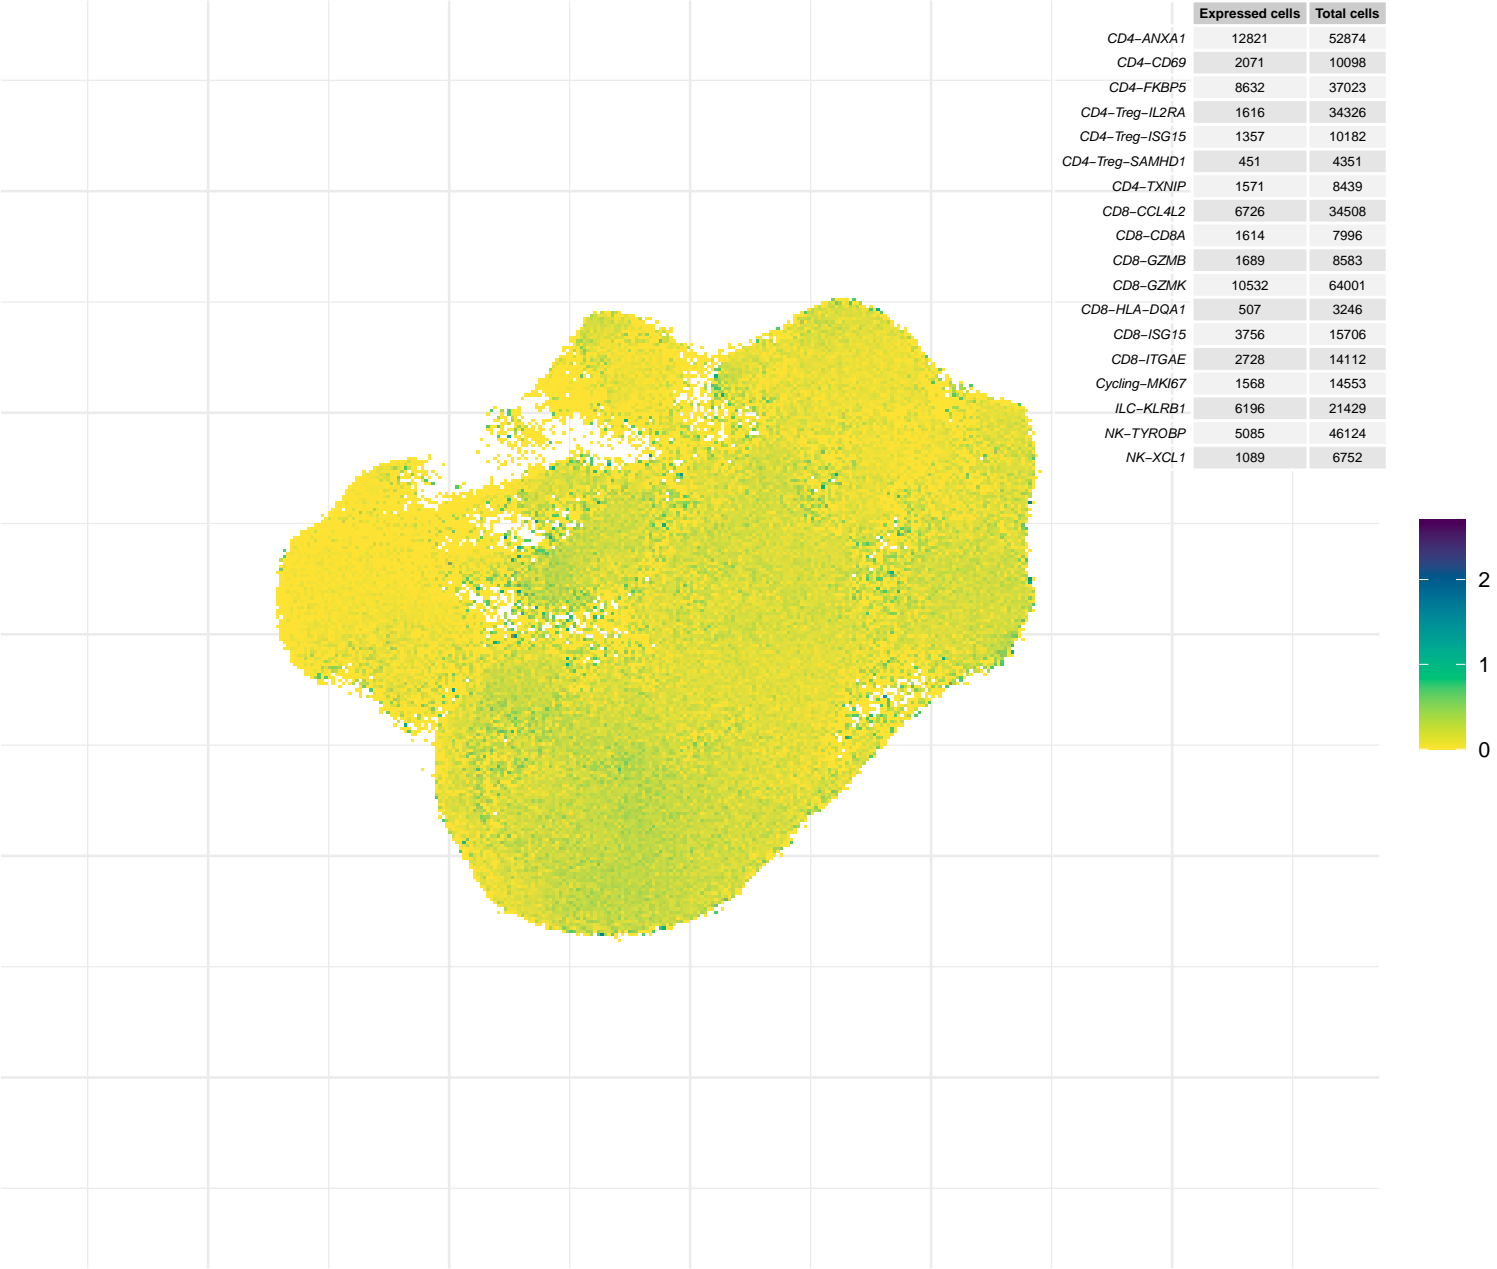 Expressed cells Total cells
CD4−ANXA1 12821 52874
CD4−CD69 2071 10098
CD4−FKBP5 8632 37023
CD4−Treg−IL2RA 1616 34326
CD4−Treg−ISG15 1357 10182
CD4−Treg−SAMHD1 451 4351
CD4−TXNIP 1571 8439
CD8−CCL4L2 6726 34508
CD8−CD8A 1614 7996
CD8−GZMB 1689 8583
CD8−GZMK 10532 64001
CD8−HLA−DQA1 507 3246
CD8−ISG15 3756 15706
CD8−ITGAE 2728 14112
Cycling−MKI67 1568 14553
ILC−KLRB1 6196 21429
NK−TYROBP 5085 46124
NK−XCL1 1089 6752
2
1
0